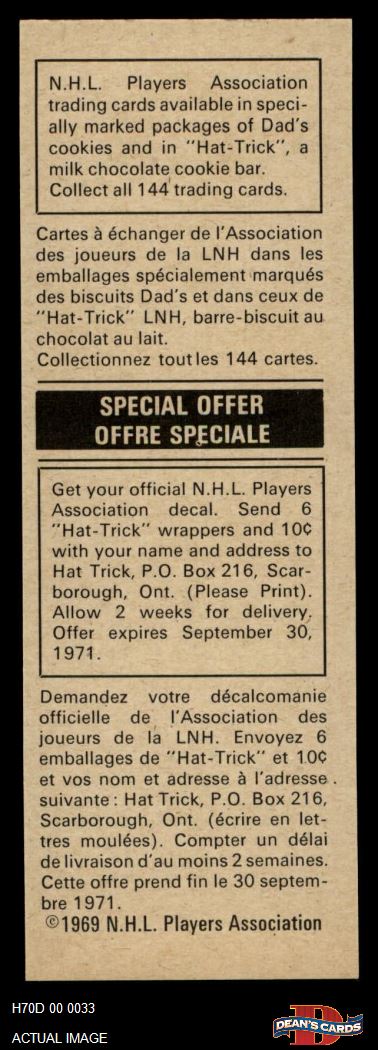 N.H.L. Players Association
trading cards available in speci-
ally marked packages of Dad's
cookies and in "Hat-Trick", a
milk chocolate cookie bar.
Collect all 144 trading cards.
Cartes à échanger de l'Association
des joueurs de la LNH dans les
emballages spécialement marqués
des biscuits Dad's et dans ceux de
"Hat-Trick" LNH, barre-biscuit au
chocolat au lait.
Collectionnez toutles 144 cartes.
SPECIAL OFFER
OFFRE SPECIALE
Get your official N.H.L. Players
Association decal. Send 6
"Hat-Trick" wrappers and 10¢
with your name and address to
Hat Trick, P.O. Box 216, Scar-
borough, Ont. (Please Print).
Allow 2 weeks for delivery.
Offer expires September 30,
1971.
Demandez votre décalcomanie
officielle de l'Association des
joueurs de la LNH. Envoyez 6
emballages de "Hat-Trick" et 10¢
et vos nom et adresse à l'adresse
suivante: Hat Trick, P.O. Box 216,
Scarborough, Ont. (écrire en let-
tres moulées). Compter un délai
de livraison d'au moins 2 semaines.
Cette offre prend fin le 30 septem-
bre 1971.
©1969 N.H.L. Players Association
H70D 00 0033
ACTUAL IMAGE
D
DEAN'S CARDS